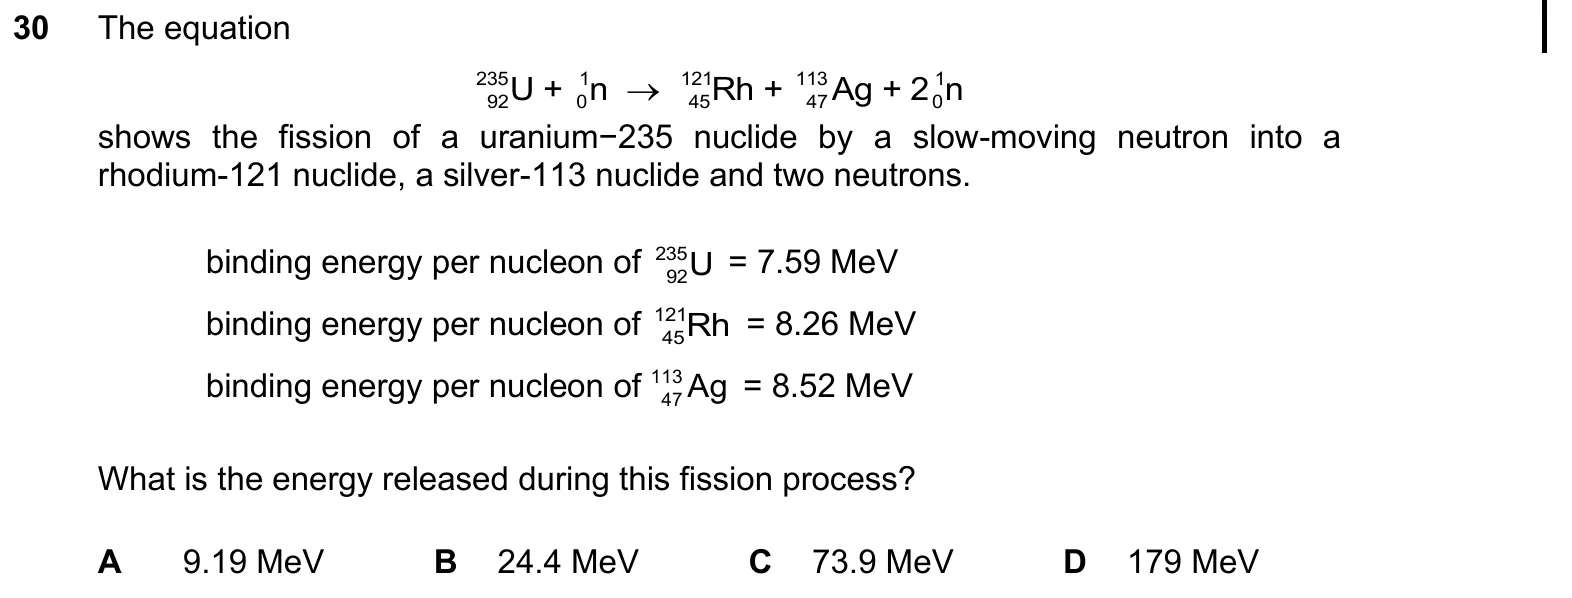 30 The equation
²³⁵₉₂U + ¹₀n → ¹²¹₄₅Rh + ¹¹³₄₇Ag + 2¹₀n
shows the fission of a uranium−235 nuclide by a slow-moving neutron into a
rhodium-121 nuclide, a silver-113 nuclide and two neutrons.
binding energy per nucleon of ²³⁵₉₂U = 7.59 MeV
binding energy per nucleon of ¹²¹₄₅Rh = 8.26 MeV
binding energy per nucleon of ¹¹³₄₇Ag = 8.52 MeV
What is the energy released during this fission process?
A 9.19 MeV B 24.4 MeV C 73.9 MeV D 179 MeV